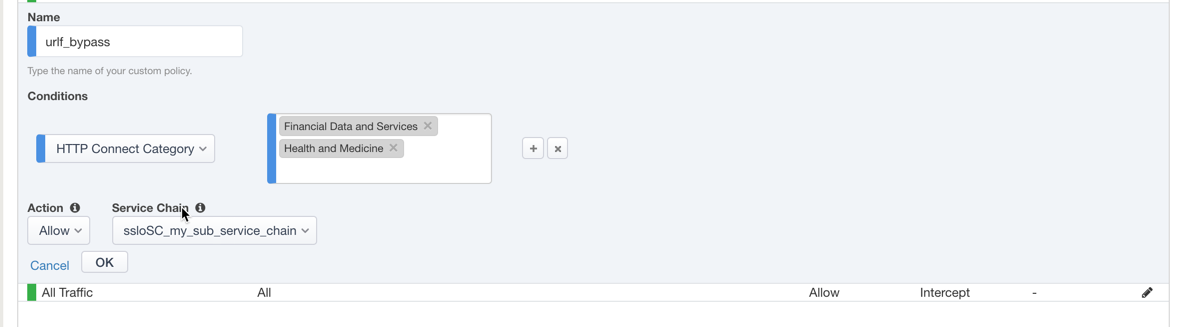 Name
urlf_bypass
Type the name of your custom policy.
Conditions
HTTP Connect Category
Financial Data and Services
Health and Medicine
Action Service Chain
Allow ssloSC_my_sub_service_chain
Cancel OK
All Traffic All Allow Intercept -